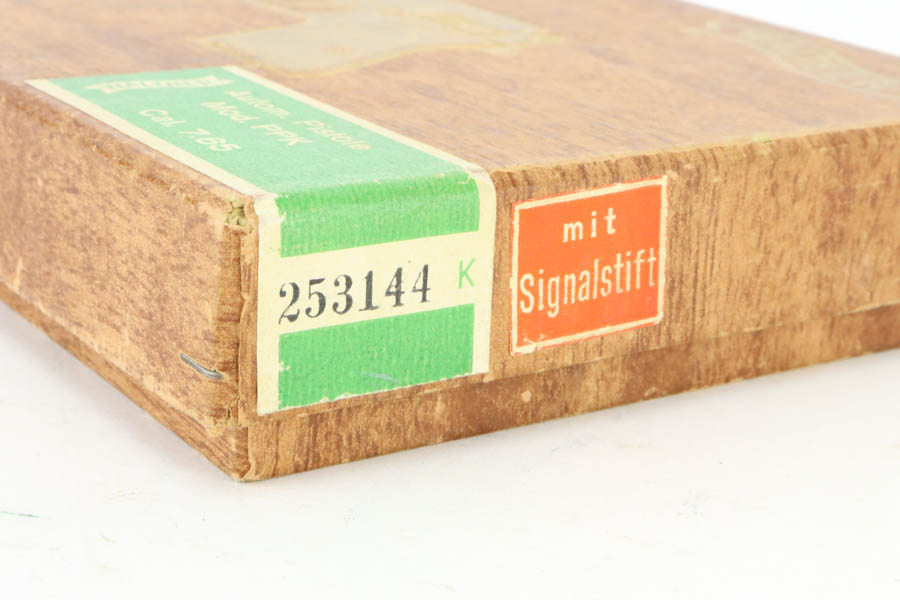 Autom. Pistole
Mod. PPK
Cal. 7.65
253144 K
mit
Signalstift